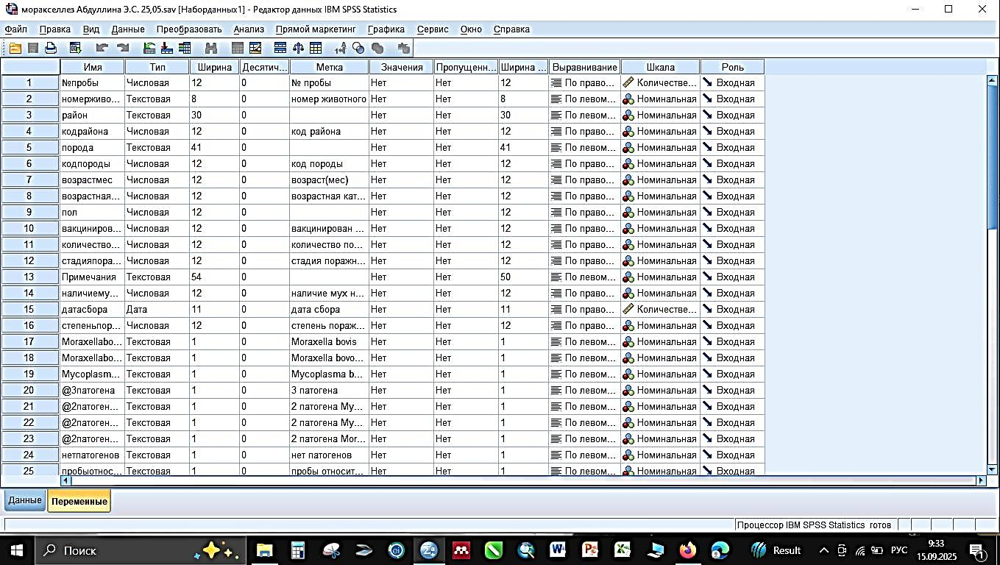 моракселлез Абдуллина Э.С. 25,05.sav [Наборданных1] - Редактор данных IBM SPSS Statistics
Файл Правка Вид Данные Преобразовать Анализ Прямой маркетинг Графика Сервис Окно Справка
Имя Тип Ширина Десятич... Метка Значения Пропущенн... Ширина ... Выравнивание Шкала Роль
1 №пробы Числовая 12 0 № пробы Нет Нет 12 По право... Количестве... Входная
2 номерживо... Текстовая 8 0 номер животного Нет Нет 8 По левом... Номинальная Входная
3 район Текстовая 30 0 Нет Нет 30 По левом... Номинальная Входная
4 кодрайона Числовая 12 0 код района Нет Нет 12 По право... Номинальная Входная
5 порода Текстовая 41 0 Нет Нет 41 По левом... Номинальная Входная
6 кодпороды Числовая 12 0 код породы Нет Нет 12 По право... Номинальная Входная
7 возрастмес Числовая 12 0 возраст(мес) Нет Нет 12 По право... Номинальная Входная
8 возрастная... Числовая 12 0 возрастная кат... Нет Нет 12 По право... Номинальная Входная
9 пол Числовая 12 0 Нет Нет 12 По право... Номинальная Входная
10 вакциниров... Числовая 12 0 вакцинирован ... Нет Нет 12 По право... Номинальная Входная
11 количество... Числовая 12 0 количество по... Нет Нет 12 По право... Номинальная Входная
12 стадияпора... Числовая 12 0 стадия поражн... Нет Нет 12 По право... Номинальная Входная
13 Примечания Текстовая 54 0 Нет Нет 50 По левом... Номинальная Входная
14 наличиему... Числовая 12 0 наличие мух н... Нет Нет 12 По право... Номинальная Входная
15 датасбора Дата 11 0 дата сбора Нет Нет 11 По право... Количестве... Входная
16 степеньпор... Числовая 12 0 степень пораж... Нет Нет 12 По право... Номинальная Входная
17 Moraxellabo... Текстовая 1 0 Moraxella bovis Нет Нет 1 По левом... Номинальная Входная
18 Moraxellabo... Текстовая 1 0 Moraxella bovo... Нет Нет 1 По левом... Номинальная Входная
19 Mycoplasm... Текстовая 1 0 Mycoplasma b... Нет Нет 1 По левом... Номинальная Входная
20 @3патогена Текстовая 1 0 3 патогена Нет Нет 1 По левом... Номинальная Входная
21 @2патоген... Текстовая 1 0 2 патогена My... Нет Нет 1 По левом... Номинальная Входная
22 @2патоген... Текстовая 1 0 2 патогена My... Нет Нет 1 По левом... Номинальная Входная
23 @2патоген... Текстовая 1 0 2 патогена Mor... Нет Нет 1 По левом... Номинальная Входная
24 нетпатогенов Текстовая 1 0 нет патогенов Нет Нет 1 По левом... Номинальная Входная
25 пробыотнос... Текстовая 1 0 пробы относит... Нет Нет 1 По левом... Номинальная Входная
Данные Переменные
Процессор IBM SPSS Statistics готов
Поиск Result РУС 9:33
15.09.2025 1